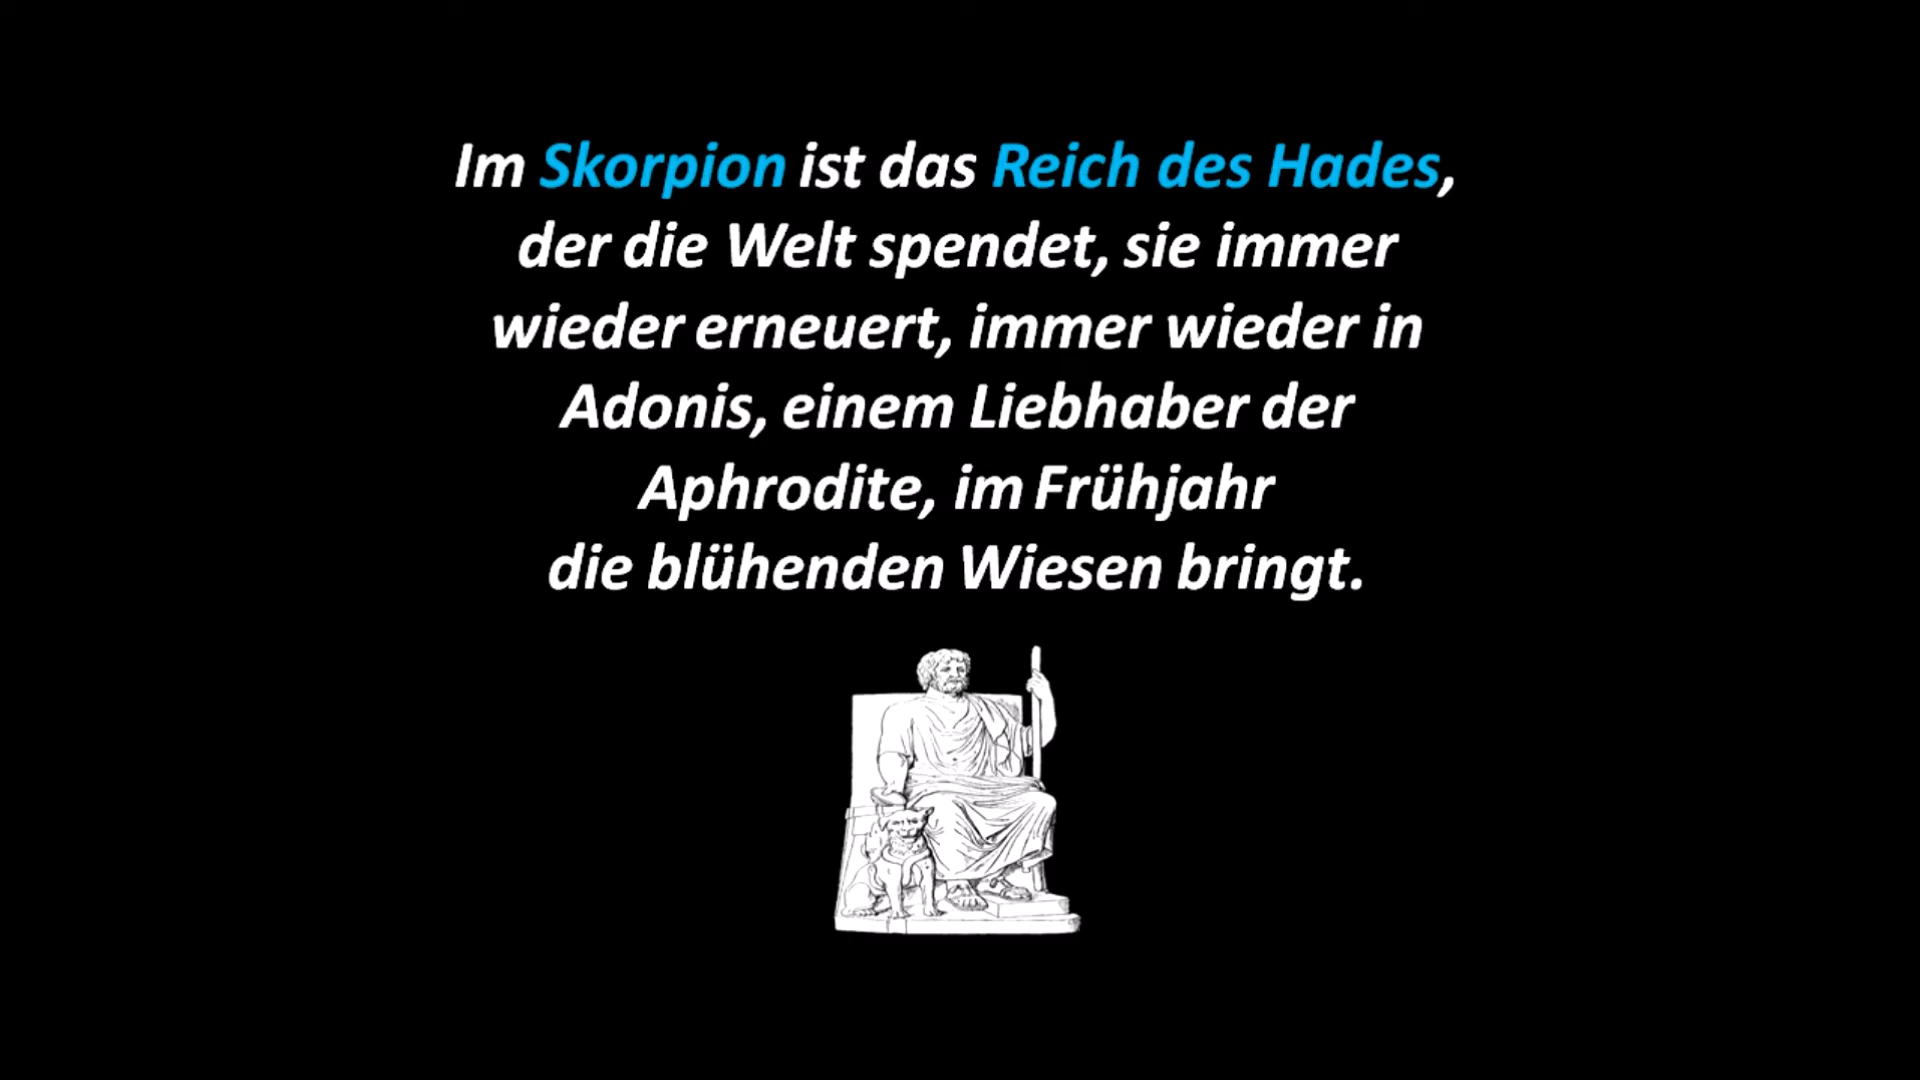 Im Skorpion ist das Reich des Hades,
der die Welt spendet, sie immer
wieder erneuert, immer wieder in
Adonis, einem Liebhaber der
Aphrodite, im Frühjahr
die blühenden Wiesen bringt.